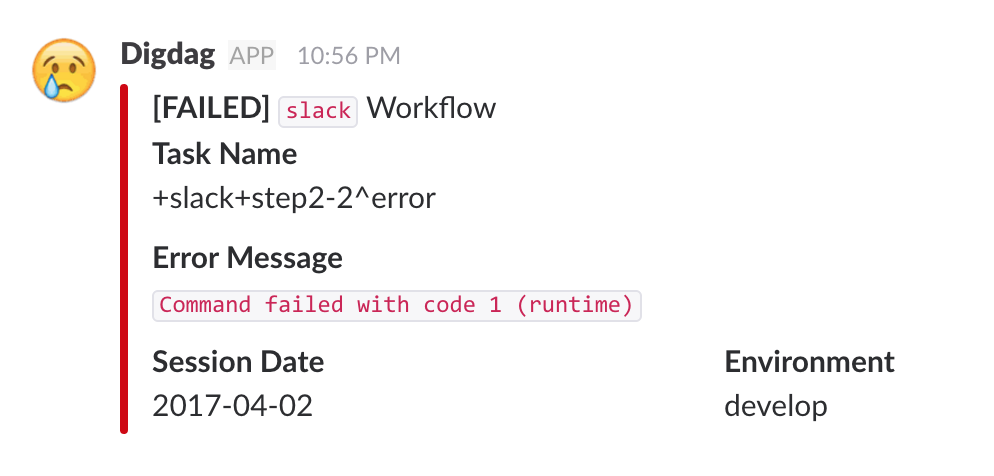 Digdag APP 10:56 PM
[FAILED] slack Workflow
Task Name
+slack+step2-2^error
Error Message
Command failed with code 1 (runtime)
Session Date Environment
2017-04-02 develop